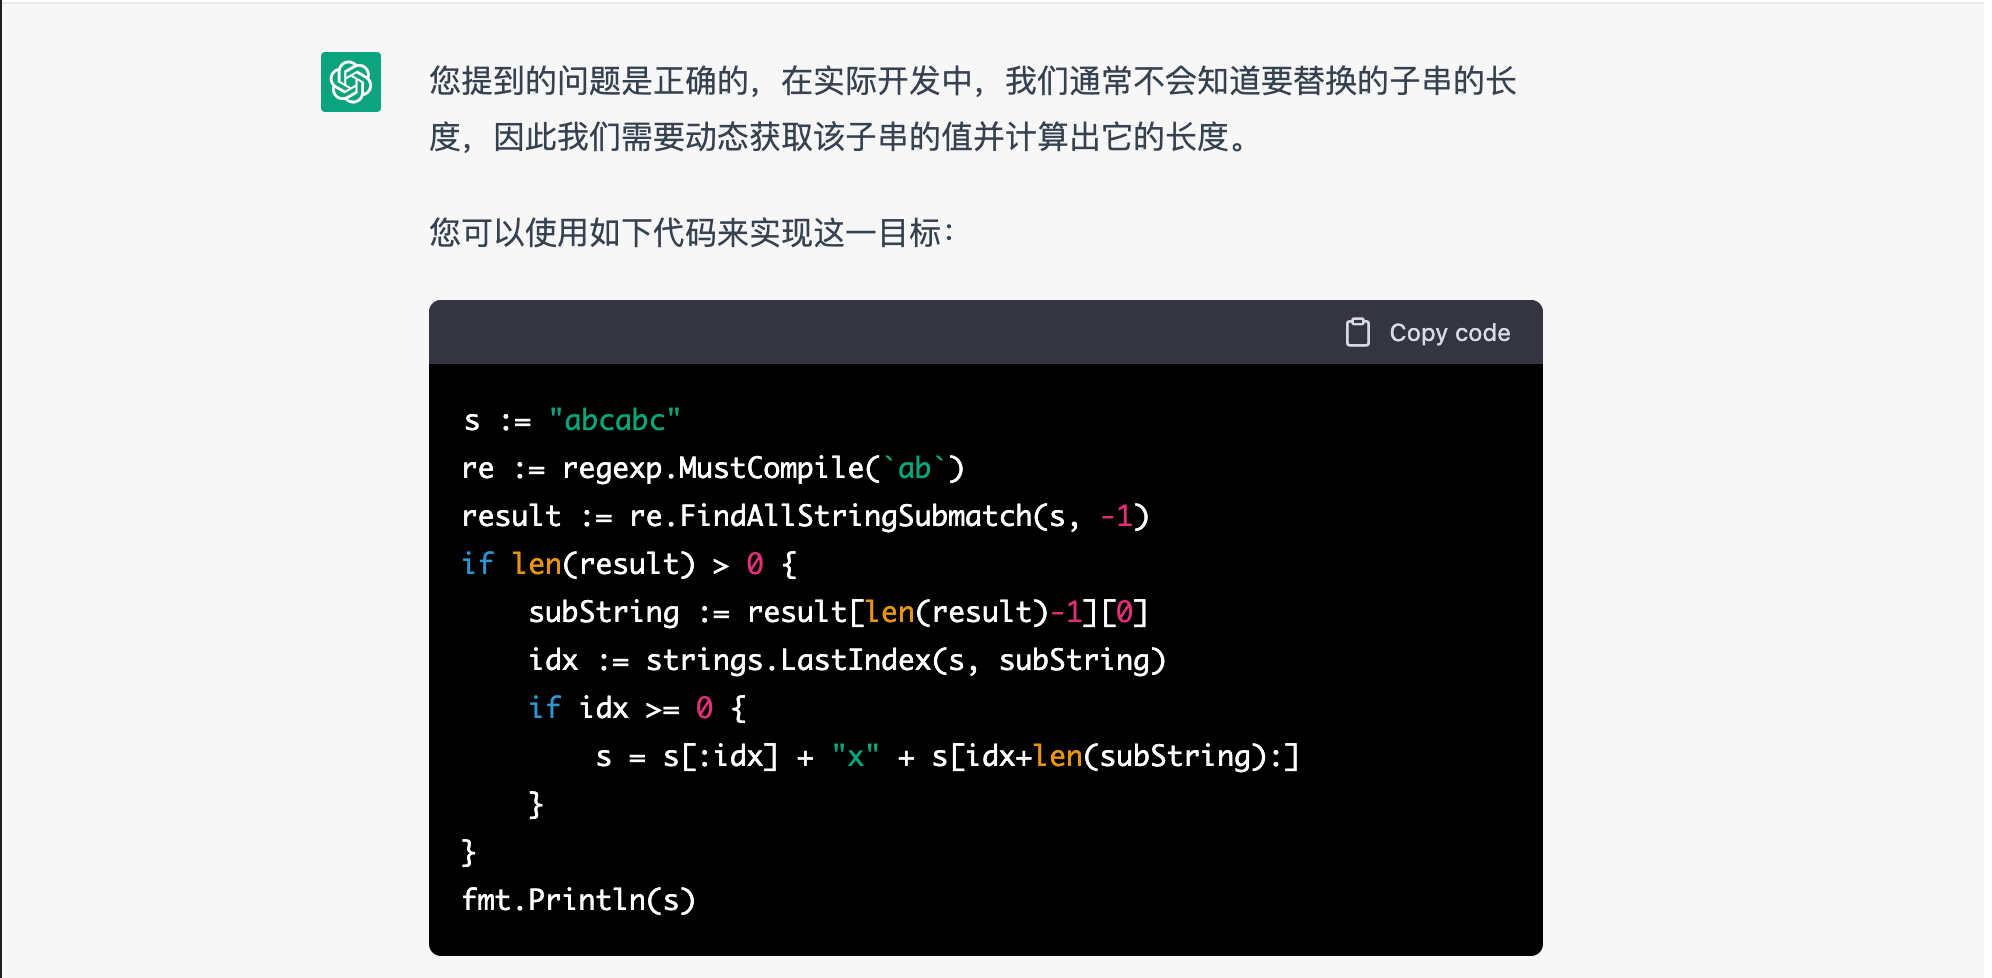 您提到的问题是正确的，在实际开发中，我们通常不会知道要替换的子串的长
度，因此我们需要动态获取该子串的值并计算出它的长度。
您可以使用如下代码来实现这一目标：
Copy code
s := "abcabc"
re := regexp.MustCompile(`ab`)
result := re.FindAllStringSubmatch(s, -1)
if len(result) > 0 {
    subString := result[len(result)-1][0]
    idx := strings.LastIndex(s, subString)
    if idx >= 0 {
        s = s[:idx] + "x" + s[idx+len(subString):]
    }
}
fmt.Println(s)